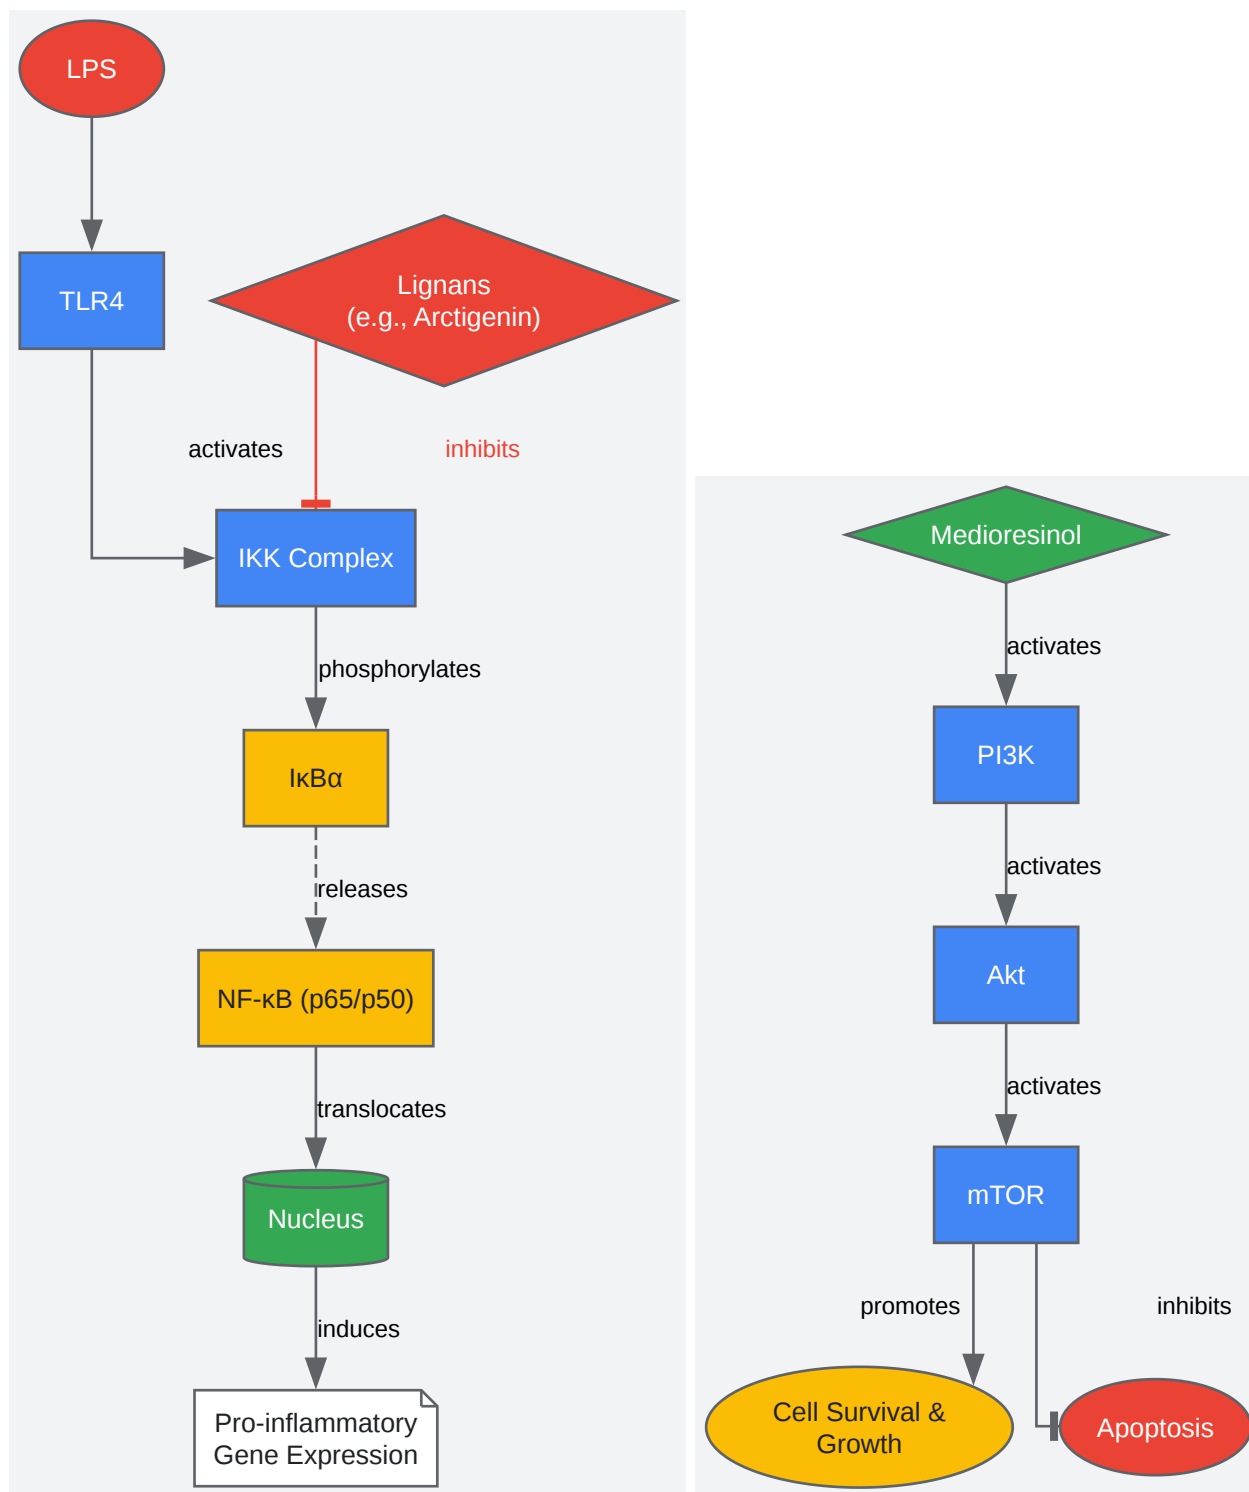 LPS
TLR4
Lignans
(e.g., Arctigenin)
activates
inhibits
IKK Complex
phosphorylates
IκBα
releases
NF-κB (p65/p50)
translocates
Nucleus
induces
Pro-inflammatory
Gene Expression
Medioresinol
activates
PI3K
activates
Akt
activates
mTOR
promotes
inhibits
Cell Survival &
Growth
Apoptosis